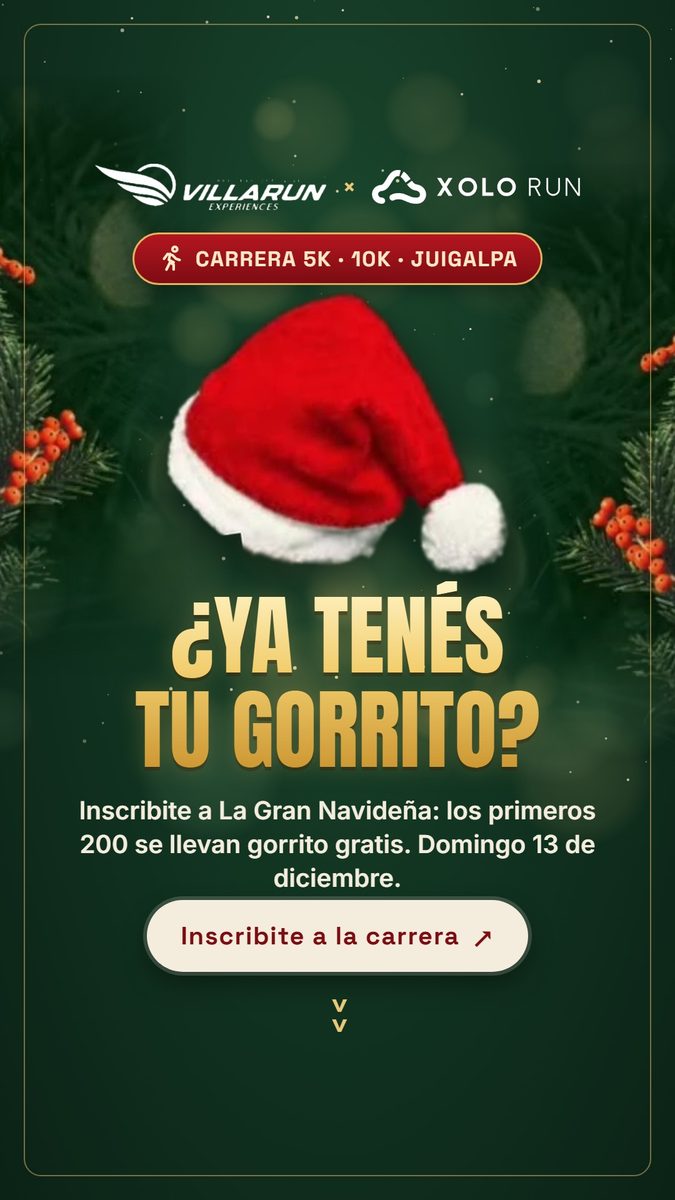 VILLARUN × XOLO RUN
EXPERIENCES
CARRERA 5K · 10K · JUIGALPA
¿YA TENÉS
TU GORRITO?
Inscribite a La Gran Navideña: los primeros
200 se llevan gorrito gratis. Domingo 13 de
diciembre.
Inscribite a la carrera ↗